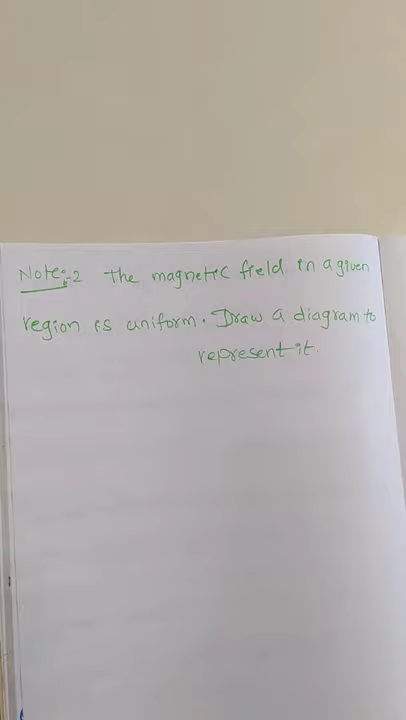 Note:-2 The magnetic field in a given
region is uniform. Draw a diagram to
represent it.